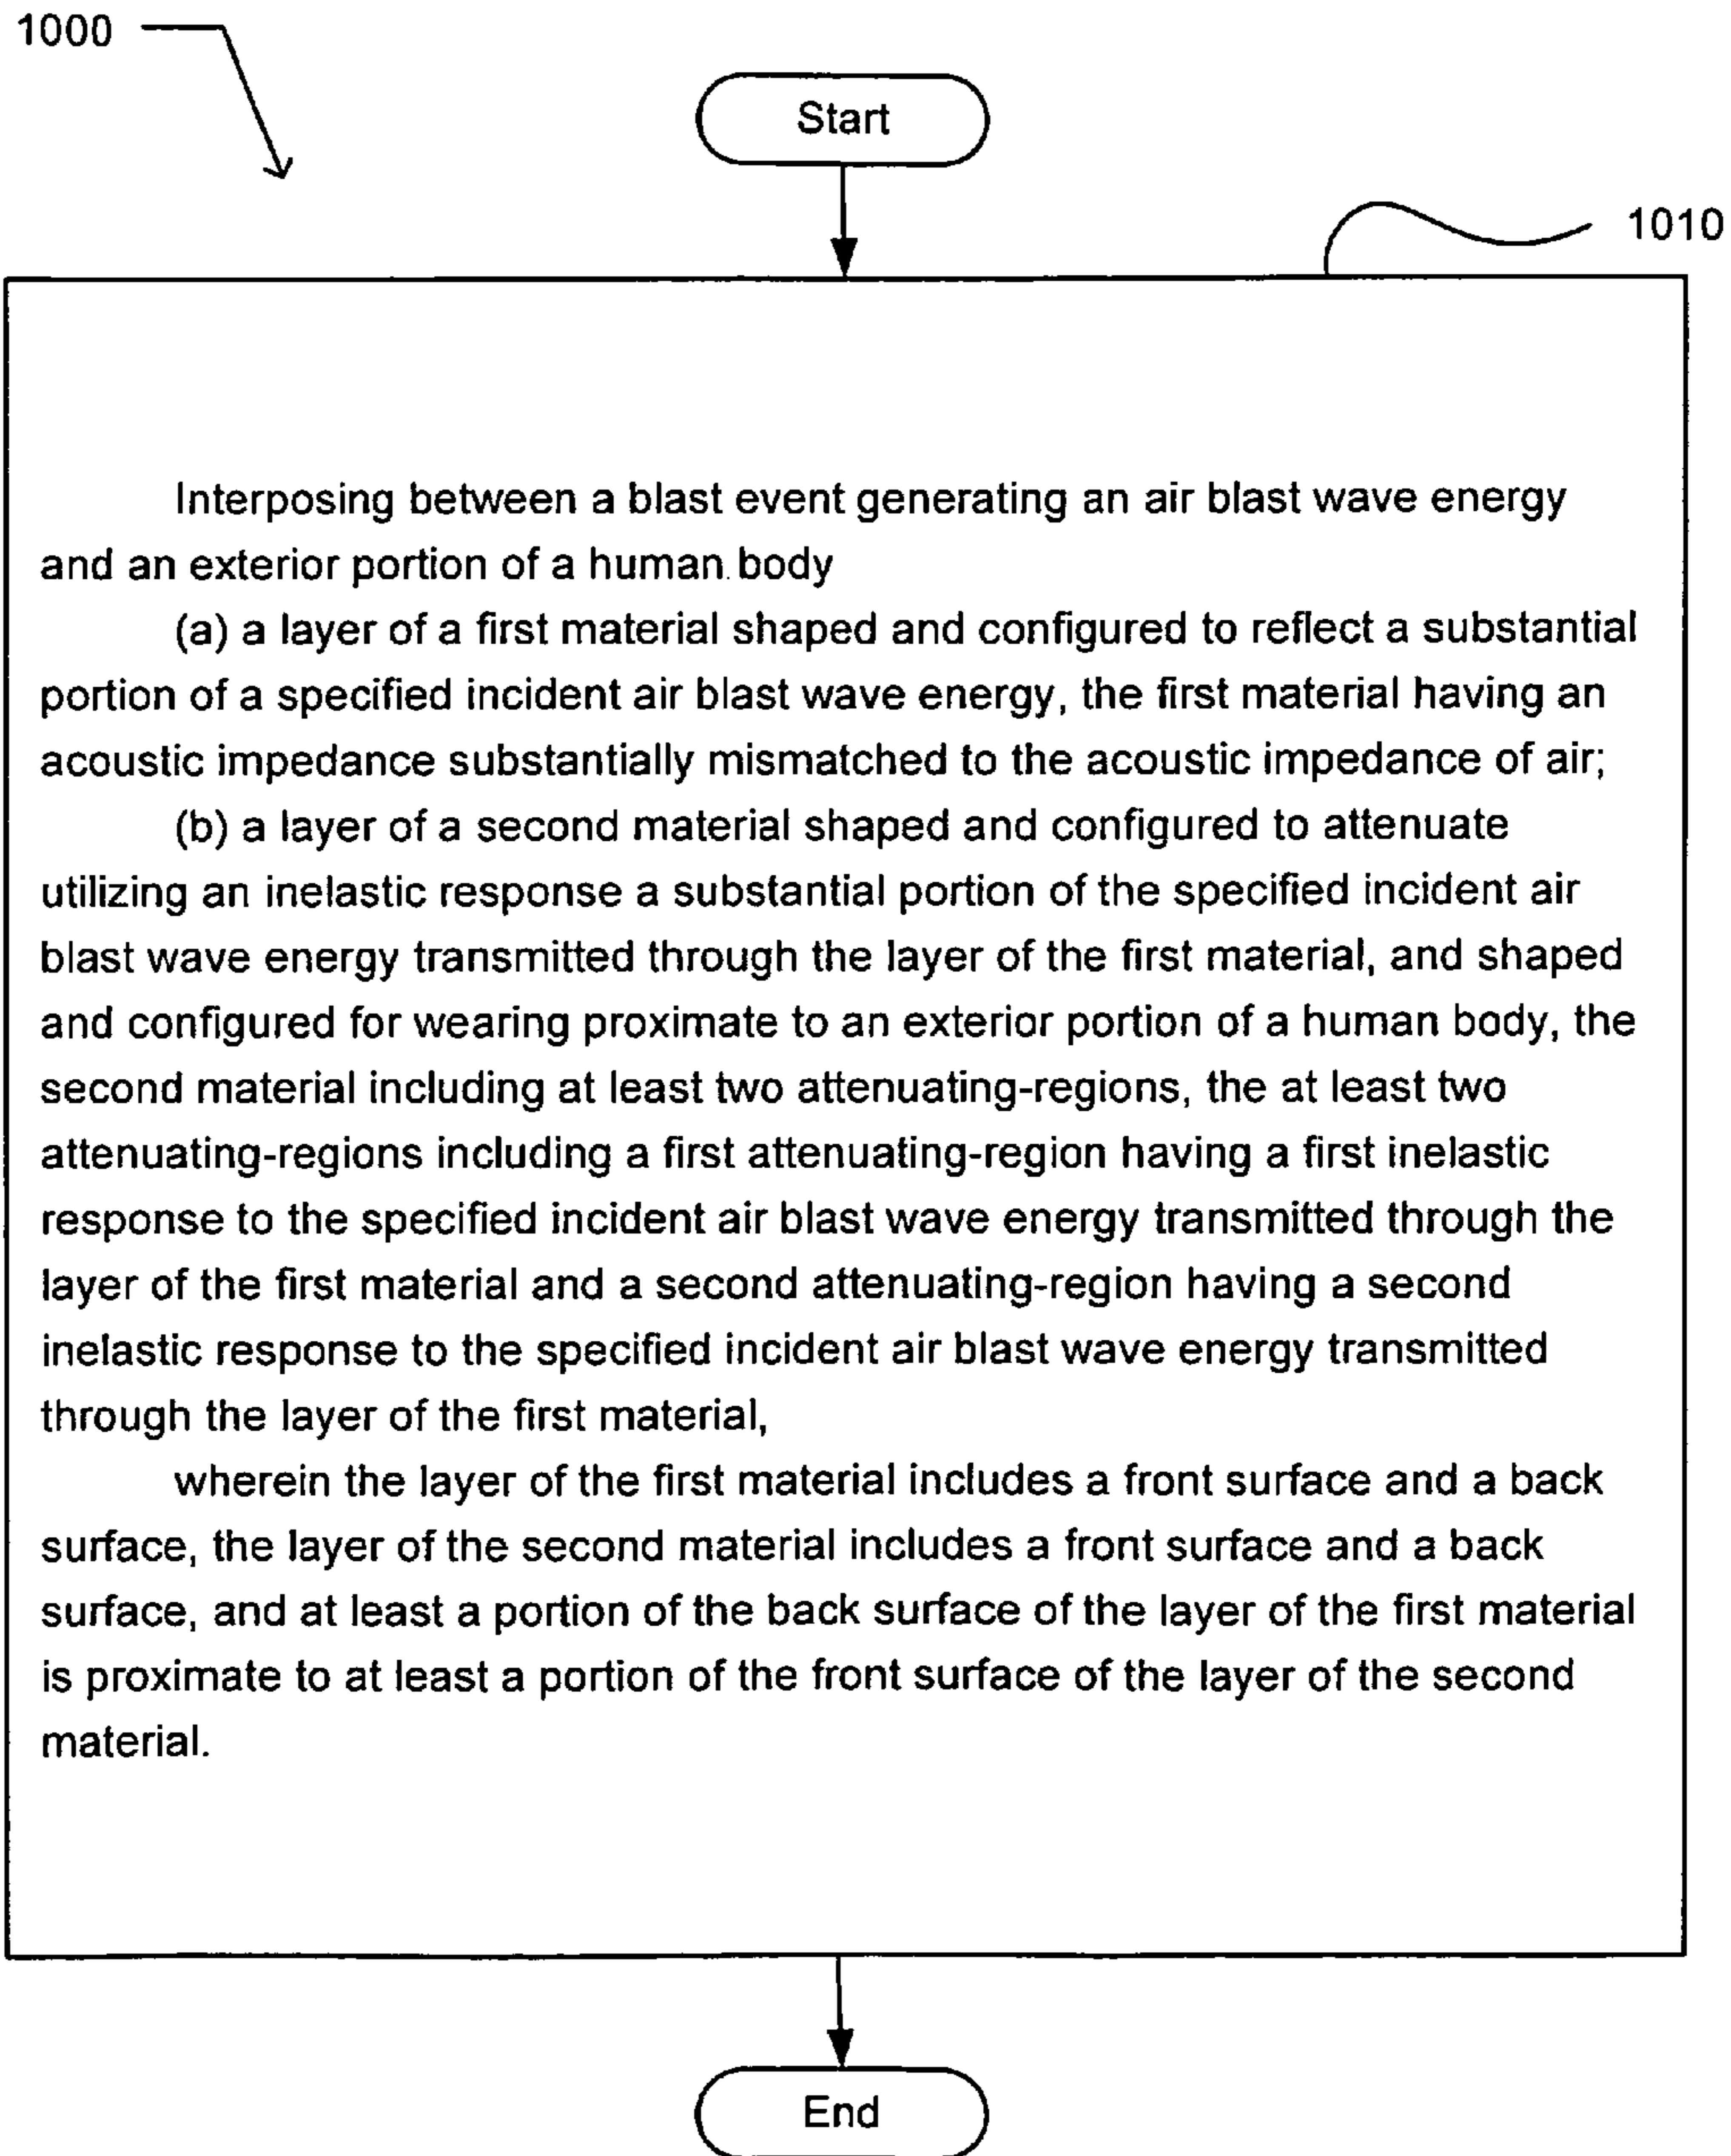 1000
Start
1010
Interposing between a blast event generating an air blast wave energy
and an exterior portion of a human body
(a) a layer of a first material shaped and configured to reflect a substantial
portion of a specified incident air blast wave energy, the first material having an
acoustic impedance substantially mismatched to the acoustic impedance of air;
(b) a layer of a second material shaped and configured to attenuate
utilizing an inelastic response a substantial portion of the specified incident air
blast wave energy transmitted through the layer of the first material, and shaped
and configured for wearing proximate to an exterior portion of a human body, the
second material including at least two attenuating-regions, the at least two
attenuating-regions including a first attenuating-region having a first inelastic
response to the specified incident air blast wave energy transmitted through the
layer of the first material and a second attenuating-region having a second
inelastic response to the specified incident air blast wave energy transmitted
through the layer of the first material,
wherein the layer of the first material includes a front surface and a back
surface, the layer of the second material includes a front surface and a back
surface, and at least a portion of the back surface of the layer of the first material
is proximate to at least a portion of the front surface of the layer of the second
material.
End